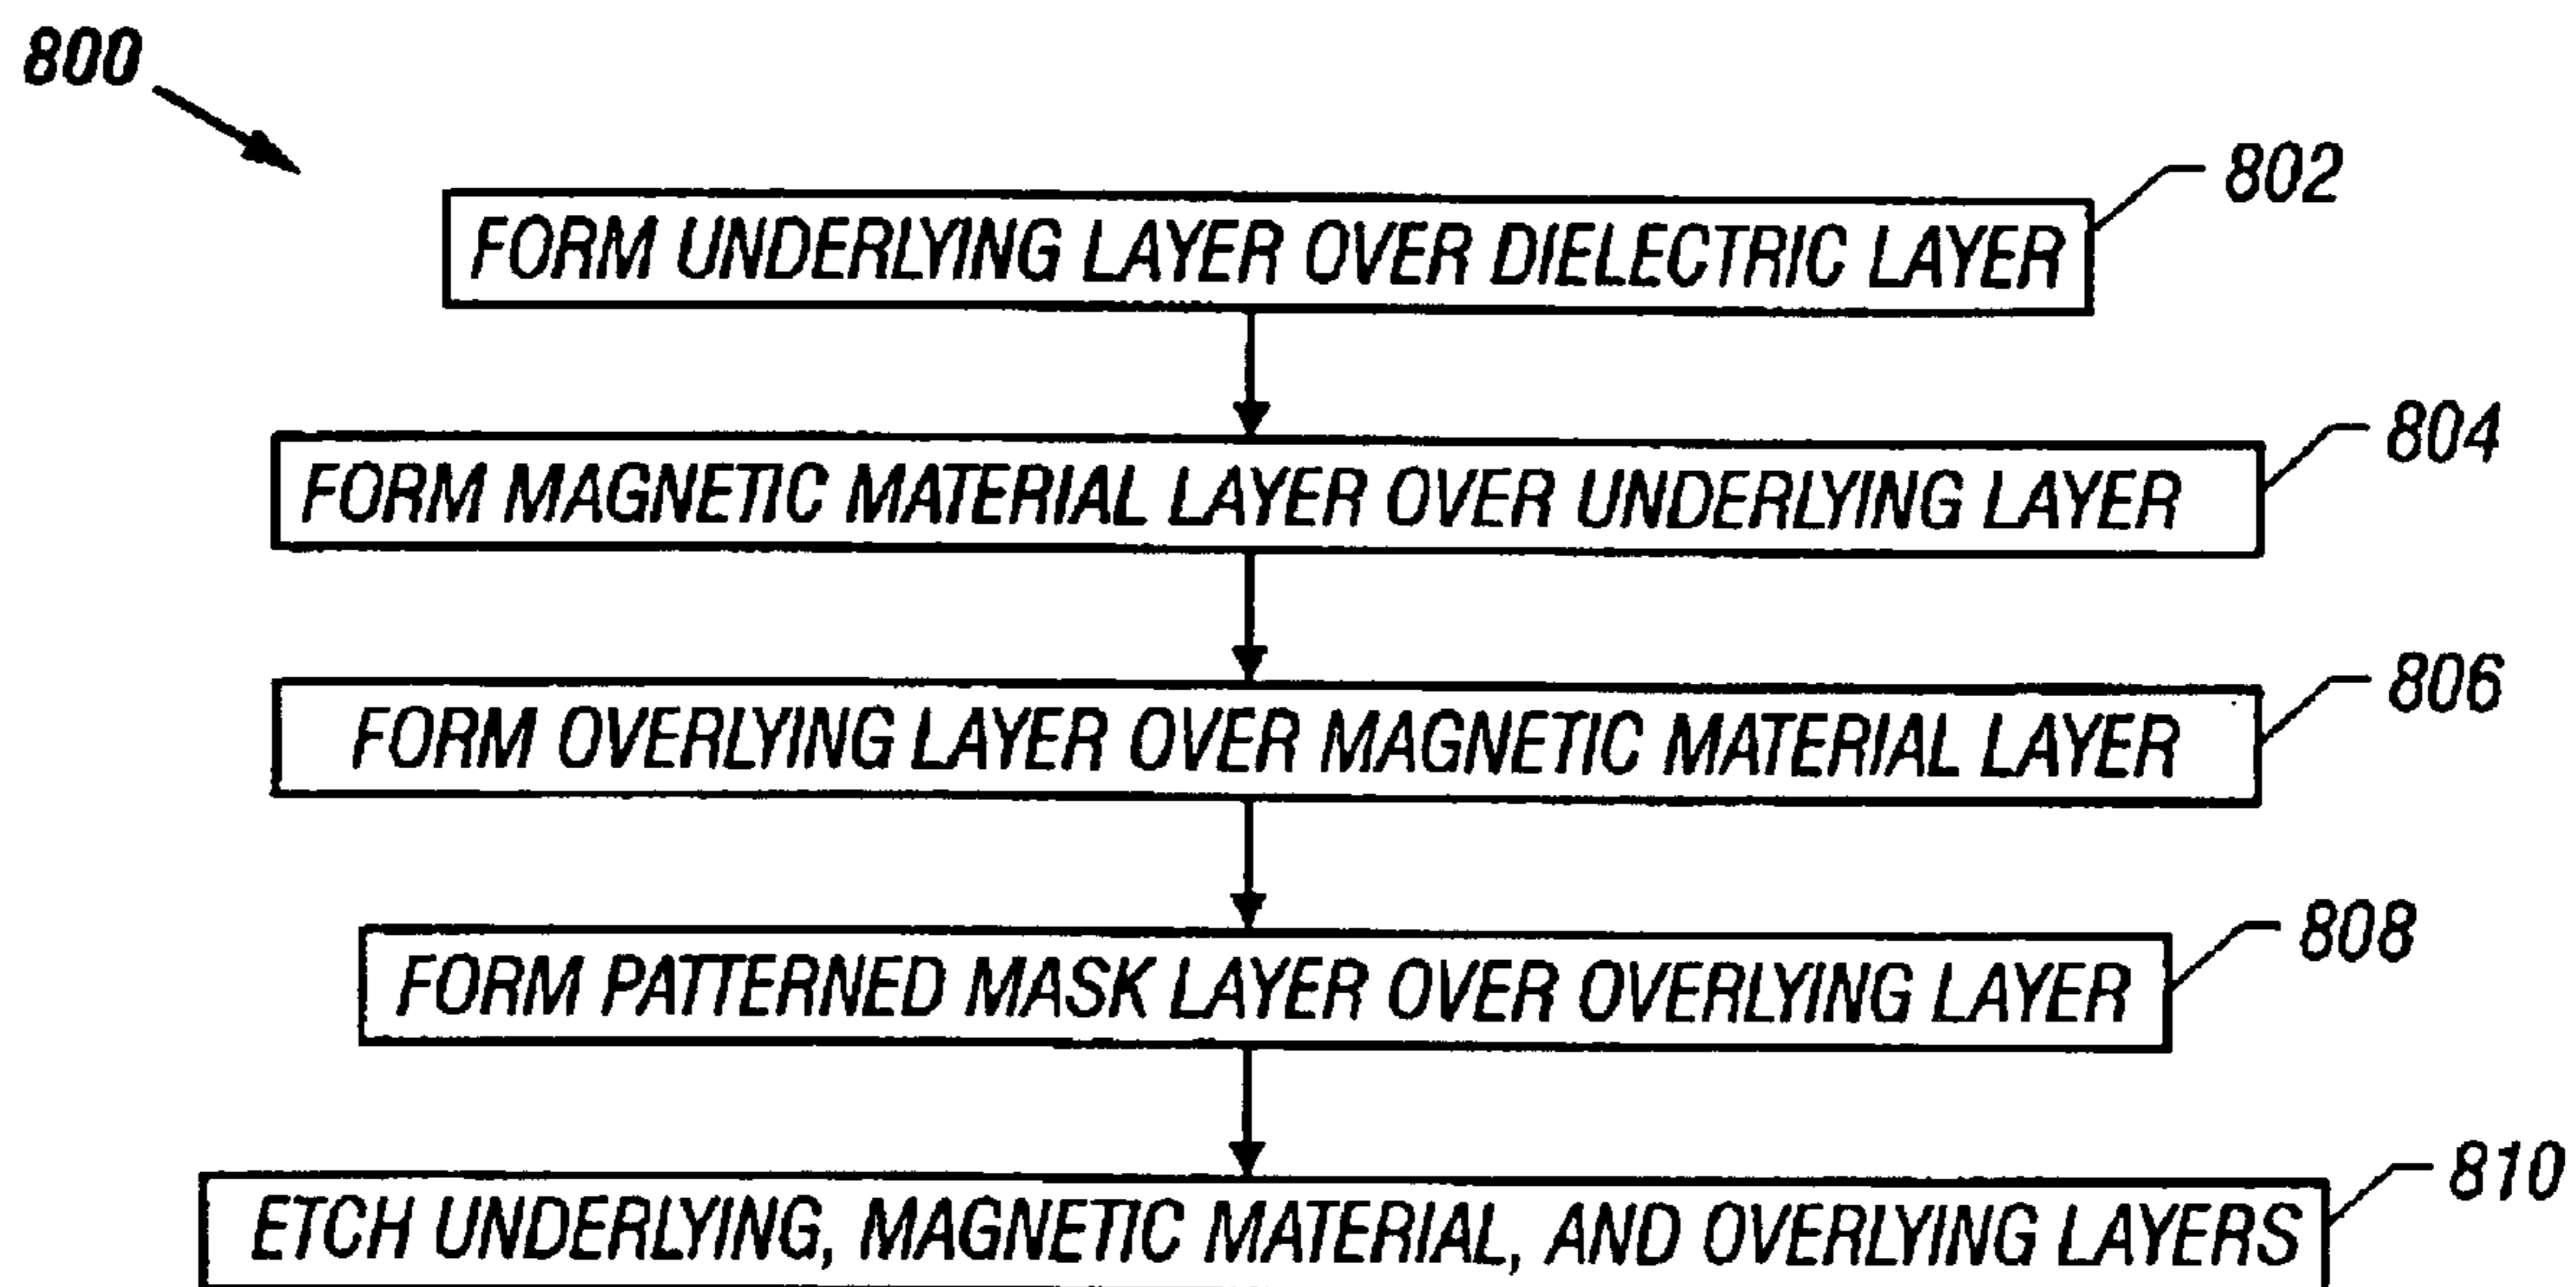 800
FORM UNDERLYING LAYER OVER DIELECTRIC LAYER
802
FORM MAGNETIC MATERIAL LAYER OVER UNDERLYING LAYER
804
FORM OVERLYING LAYER OVER MAGNETIC MATERIAL LAYER
806
FORM PATTERNED MASK LAYER OVER OVERLYING LAYER
808
ETCH UNDERLYING, MAGNETIC MATERIAL, AND OVERLYING LAYERS
810